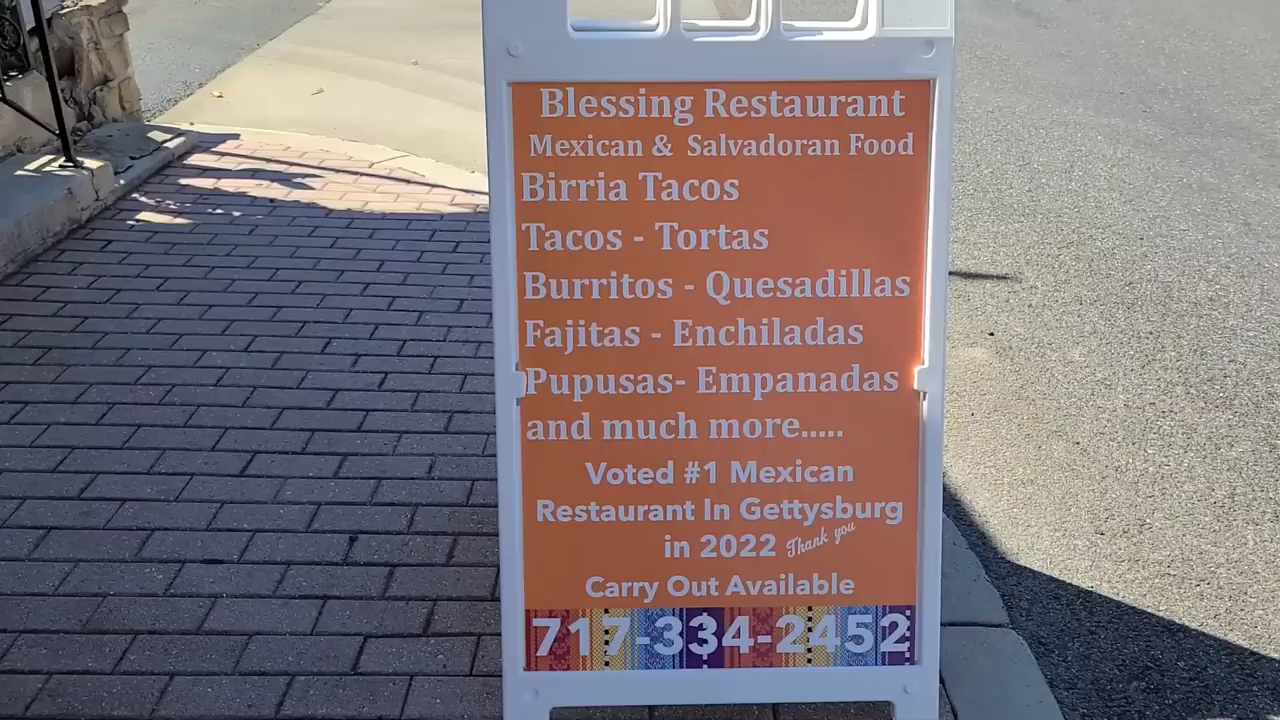 Blessing Restaurant
Mexican & Salvadoran Food
Birria Tacos
Tacos - Tortas
Burritos - Quesadillas
Fajitas - Enchiladas
Pupusas- Empanadas
and much more.....
Voted #1 Mexican
Restaurant In Gettysburg
in 2022 Thank you
Carry Out Available
717-334-2452